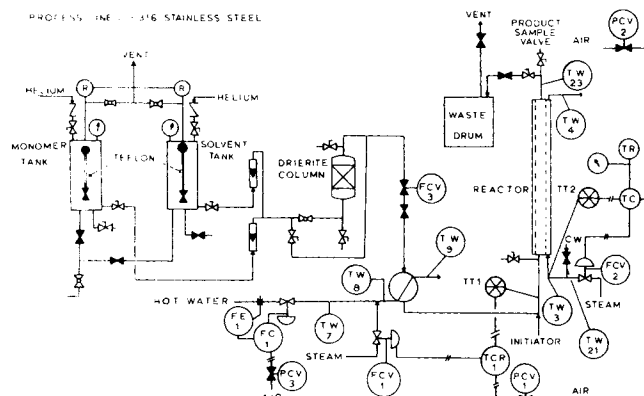 316 STAINLESS STEEL
VENT
HELIUM
R
R
HELIUM
MONOMER
TANK
TEFLON
SOLVENT
TANK
DRIERITE
COLUMN
FCV
3
VENT
WASTE
DRUM
PRODUCT
SAMPLE
VALVE
AIR
PCV
2
TW
23
TW
4
REACTOR
TR
TT2
TC
CW
FCV
2
STEAM
TW
3
TW
21
INITIATOR
TT1
TW
9
TW
8
HOT WATER
FE
1
FC
1
TW
7
STEAM
FCV
1
TCR
1
PCV
3
PCV
1
AIR